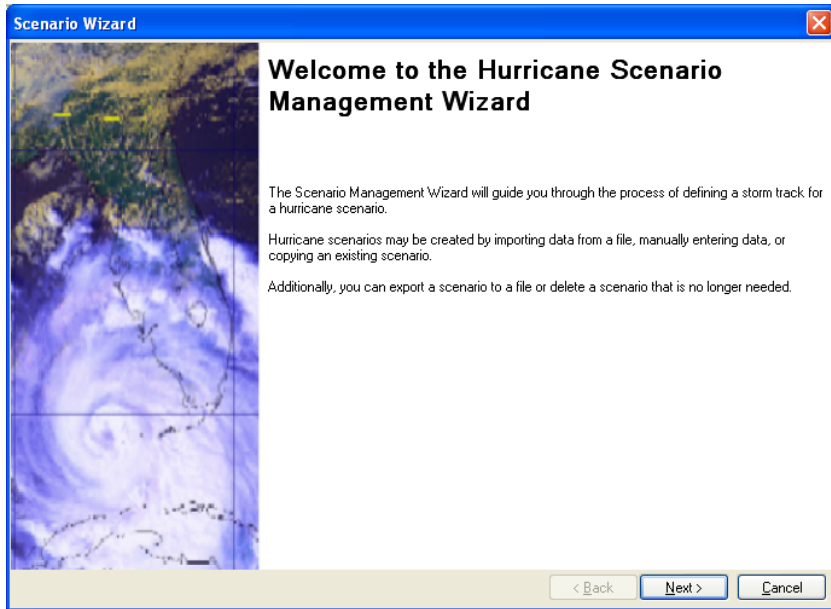 Scenario Wizard
Welcome to the Hurricane Scenario
Management Wizard
The Scenario Management Wizard will guide you through the process of defining a storm track for
a hurricane scenario.
Hurricane scenarios may be created by importing data from a file, manually entering data, or
copying an existing scenario.
Additionally, you can export a scenario to a file or delete a scenario that is no longer needed.
< Back Next > Cancel